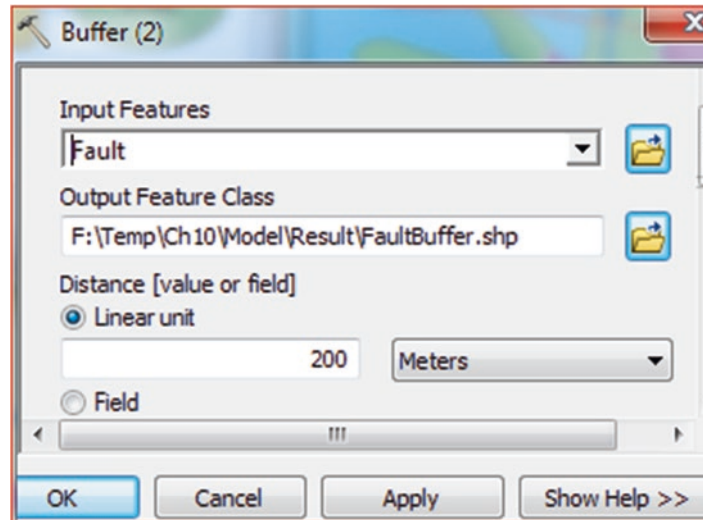 Buffer (2)
Input Features
Fault
Output Feature Class
F:\Temp\Ch10\Model\Result\FaultBuffer.shp
Distance [value or field]
Linear unit
200 Meters
Field
OK Cancel Apply Show Help >>